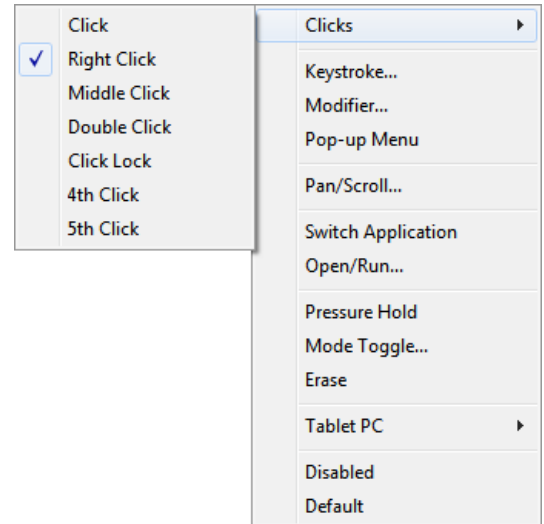 Click
Right Click
Middle Click
Double Click
Click Lock
4th Click
5th Click
Clicks
Keystroke...
Modifier...
Pop-up Menu
Pan/Scroll...
Switch Application
Open/Run...
Pressure Hold
Mode Toggle...
Erase
Tablet PC
Disabled
Default